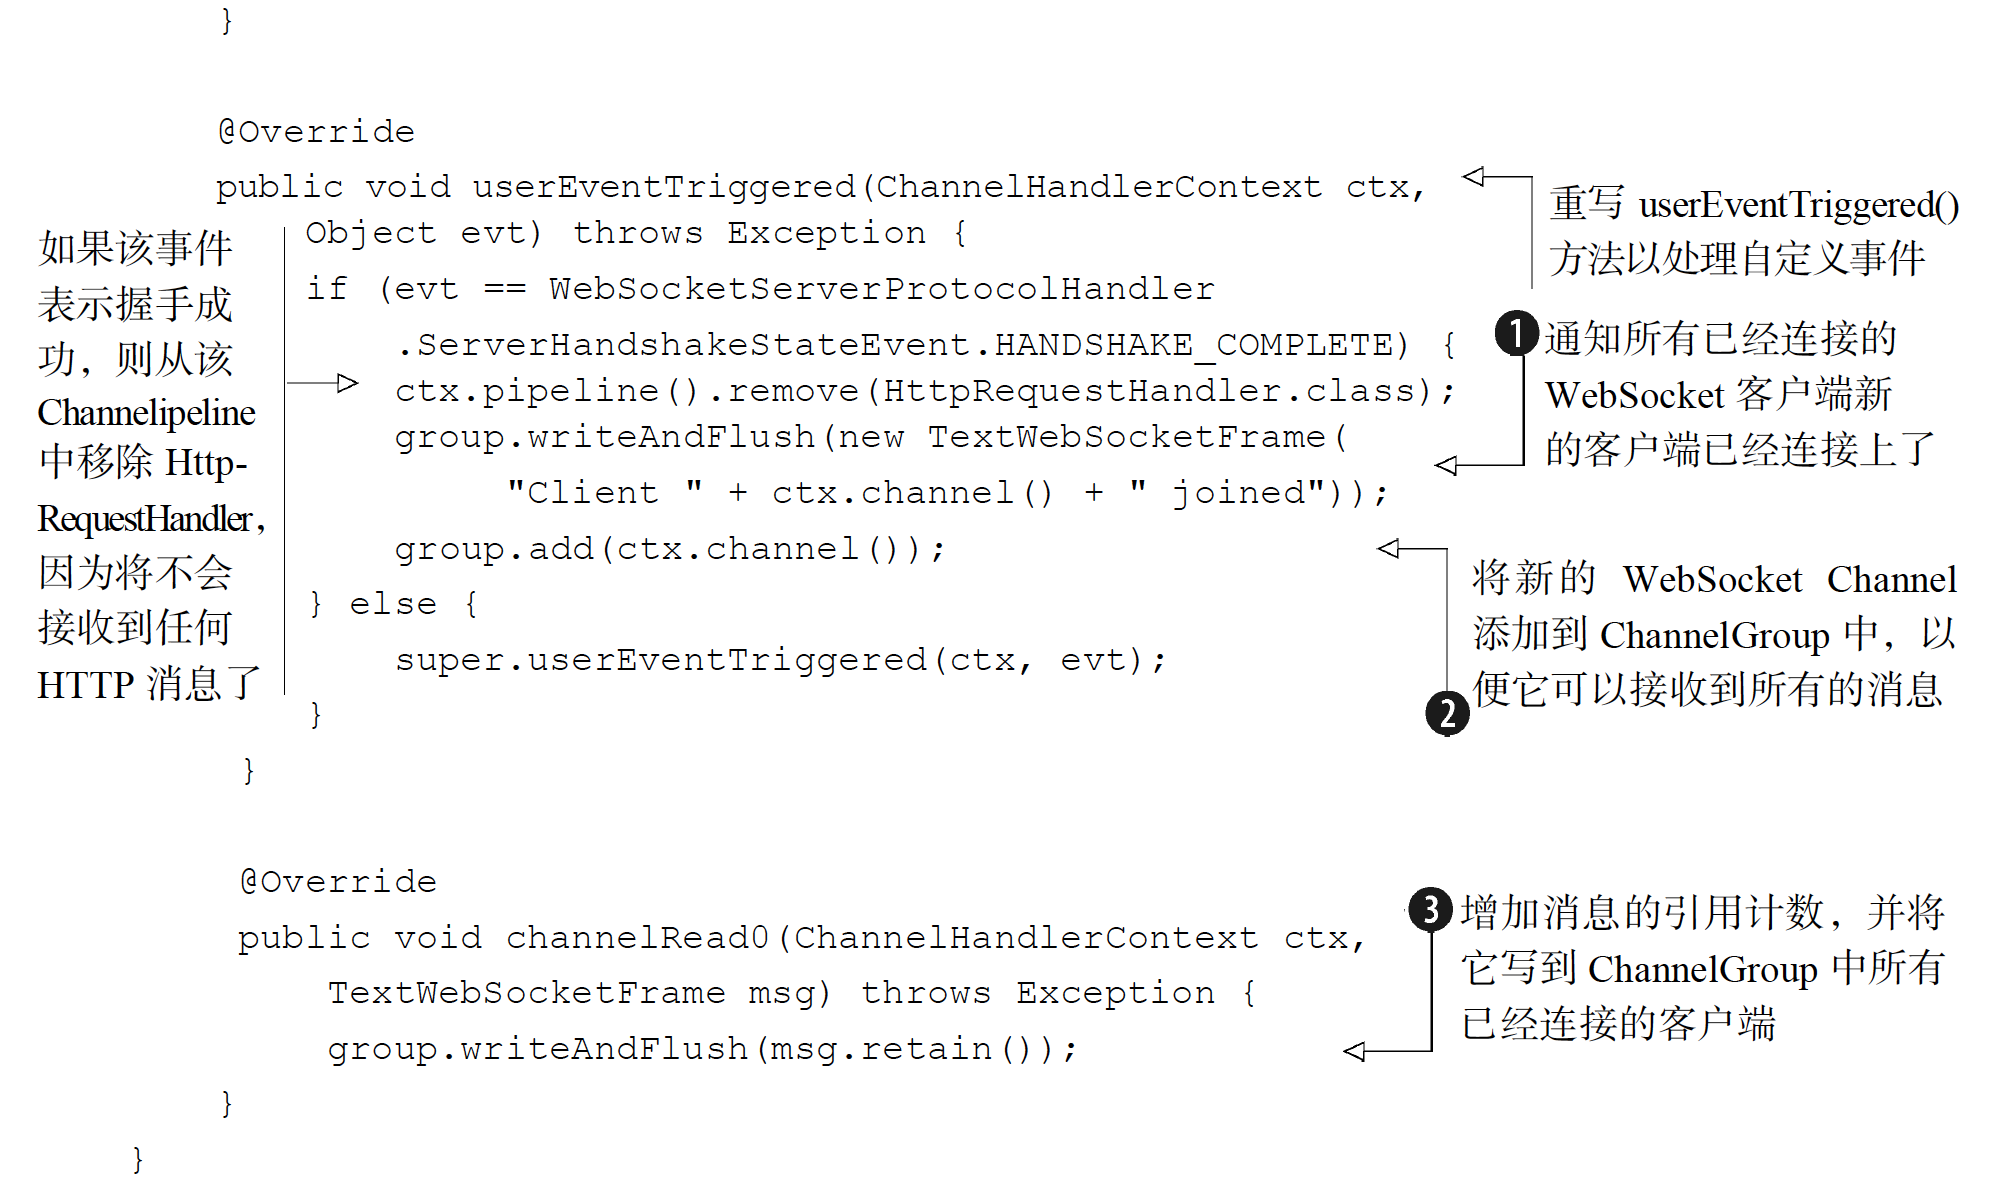 }
@Override
public void userEventTriggered(ChannelHandlerContext ctx,
Object evt) throws Exception {
if (evt == WebSocketServerProtocolHandler
.ServerHandshakeStateEvent.HANDSHAKE_COMPLETE) {
ctx.pipeline().remove(HttpRequestHandler.class);
group.writeAndFlush(new TextWebSocketFrame(
"Client " + ctx.channel() + " joined"));
group.add(ctx.channel());
} else {
super.userEventTriggered(ctx, evt);
}
}
@Override
public void channelRead0(ChannelHandlerContext ctx,
TextWebSocketFrame msg) throws Exception {
group.writeAndFlush(msg.retain());
}
}
如果该事件
表示握手成
功，则从该
Channelipeline
中移除 Http-
RequestHandler，
因为将不会
接收到任何
HTTP 消息了
重写 userEventTriggered()
方法以处理自定义事件
1 通知所有已经连接的
WebSocket 客户端新
的客户端已经连接上了
将新的 WebSocket Channel
添加到 ChannelGroup 中，以
便它可以接收到所有的消息
2
3 增加消息的引用计数，并将
它写到 ChannelGroup 中所有
已经连接的客户端